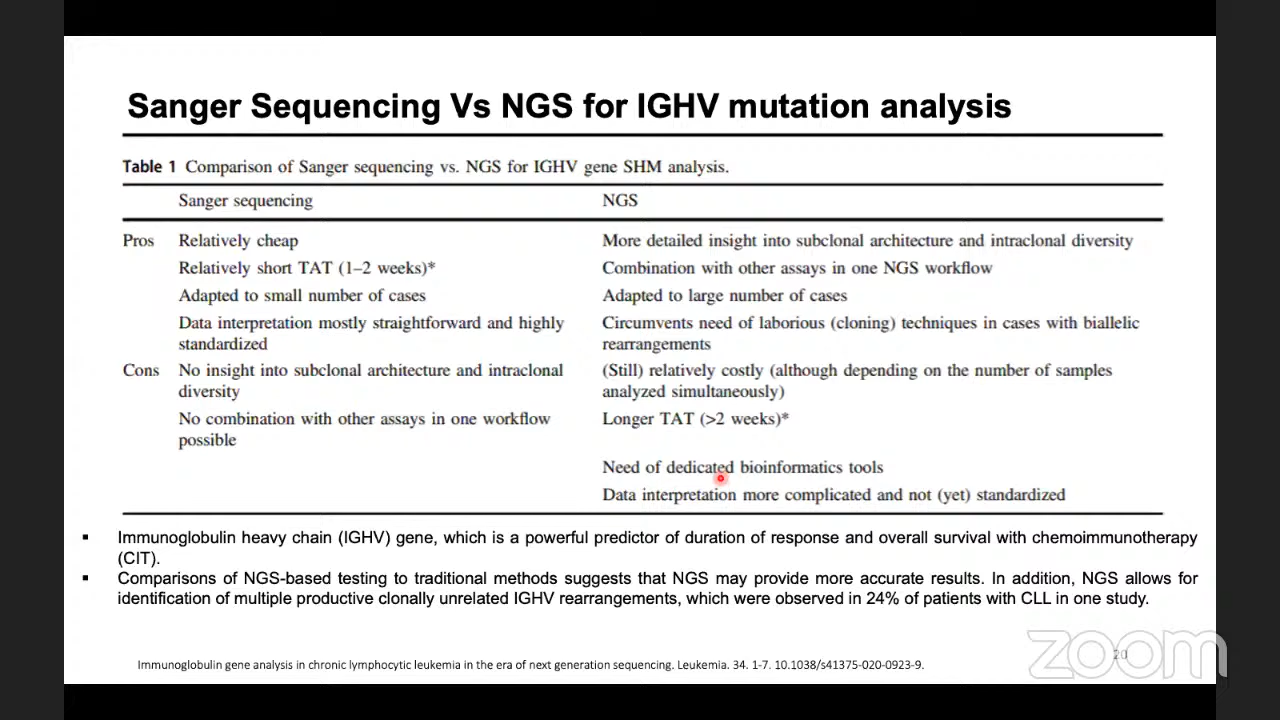 Sanger Sequencing Vs NGS for IGHV mutation analysis
Table 1 Comparison of Sanger sequencing vs. NGS for IGHV gene SHM analysis.
Sanger sequencing NGS
Pros Relatively cheap More detailed insight into subclonal architecture and intraclonal diversity
Relatively short TAT (1–2 weeks)* Combination with other assays in one NGS workflow
Adapted to small number of cases Adapted to large number of cases
Data interpretation mostly straightforward and highly Circumvents need of laborious (cloning) techniques in cases with biallelic
standardized rearrangements
Cons No insight into subclonal architecture and intraclonal (Still) relatively costly (although depending on the number of samples
diversity analyzed simultaneously)
No combination with other assays in one workflow Longer TAT (>2 weeks)*
possible
Need of dedicated bioinformatics tools
Data interpretation more complicated and not (yet) standardized
▪ Immunoglobulin heavy chain (IGHV) gene, which is a powerful predictor of duration of response and overall survival with chemoimmunotherapy
(CIT).
▪ Comparisons of NGS-based testing to traditional methods suggests that NGS may provide more accurate results. In addition, NGS allows for
identification of multiple productive clonally unrelated IGHV rearrangements, which were observed in 24% of patients with CLL in one study.
zoom
20
Immunoglobulin gene analysis in chronic lymphocytic leukemia in the era of next generation sequencing. Leukemia. 34. 1-7. 10.1038/s41375-020-0923-9.